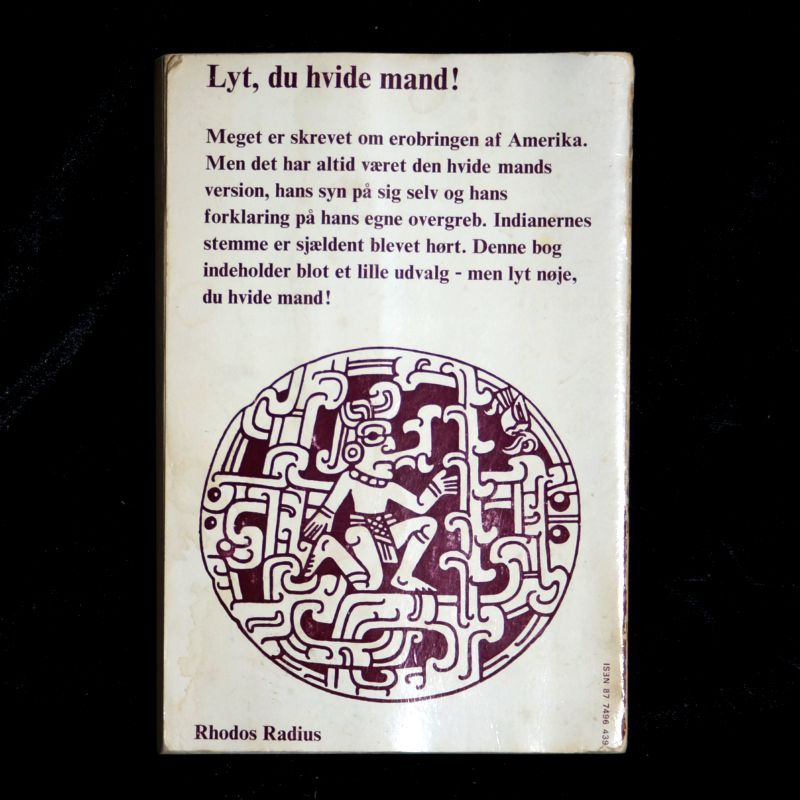 Lyt, du hvide mand!
Meget er skrevet om erobringen af Amerika.
Men det har altid været den hvide mands
version, hans syn på sig selv og hans
forklaring på hans egne overgreb. Indianernes
stemme er sjældent blevet hørt. Denne bog
indeholder blot et lille udvalg - men lyt nøje,
du hvide mand!
ISBN 87 7496 439
Rhodos Radius